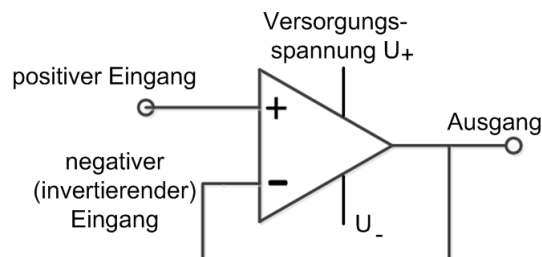 Versorgungs-
spannung U+
positiver Eingang
+
Ausgang
negativer
(invertierender)
Eingang
-
U-